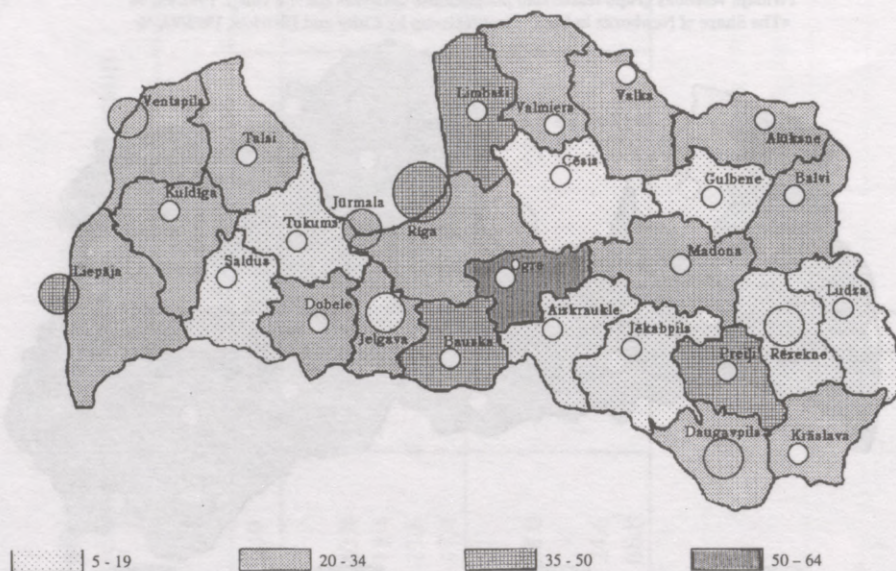 Ventspils
Talsi
Kuldīga
Liepāja
Saldus
Tukums
Jūrmala
Rīga
Dobele
Jelgava
Bauska
Limbaži
Valmiera
Valka
Cēsis
Alūksne
Gulbene
Balvi
Madona
Ogre
Aiskraukle
Jēkabpils
Preiļi
Rēzekne
Ludza
Daugavpils
Krāslava
5 - 19 20 - 34 35 - 50 50 – 64